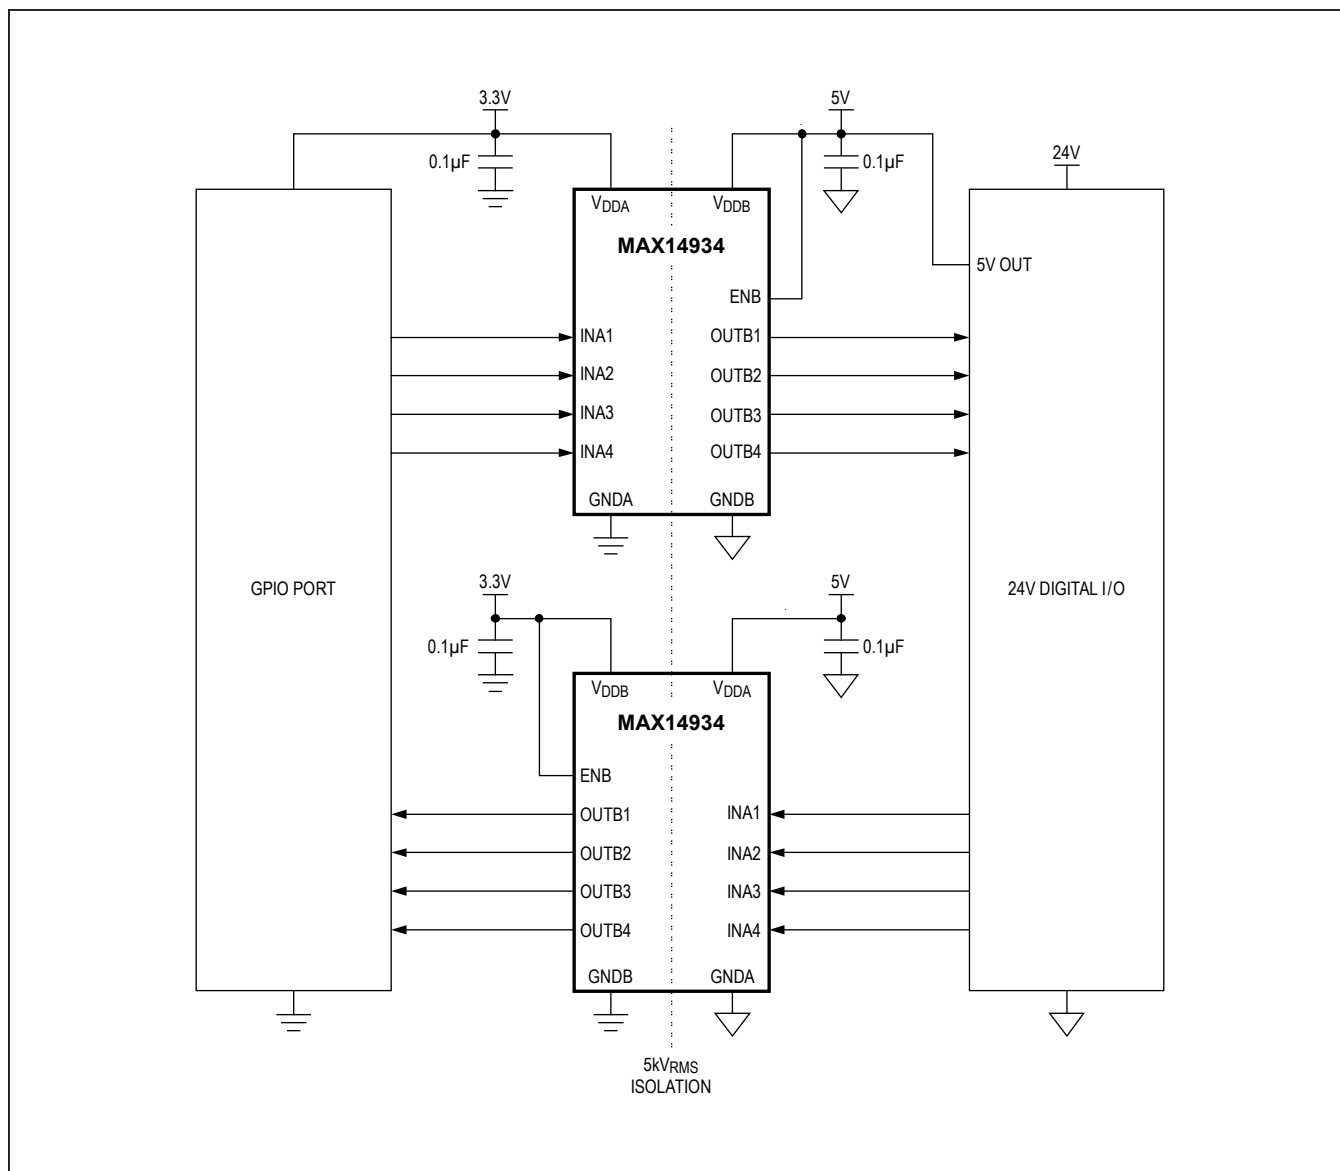 3.3V
5V
0.1µF
0.1µF
24V
VDDA
VDDB
MAX14934
5V OUT
ENB
INA1
OUTB1
INA2
OUTB2
INA3
OUTB3
INA4
OUTB4
GNDA
GNDB
GPIO PORT
3.3V
5V
24V DIGITAL I/O
0.1µF
0.1µF
VDDB
VDDA
MAX14934
ENB
OUTB1
INA1
OUTB2
INA2
OUTB3
INA3
OUTB4
INA4
GNDB
GNDA
5kVRMS
ISOLATION